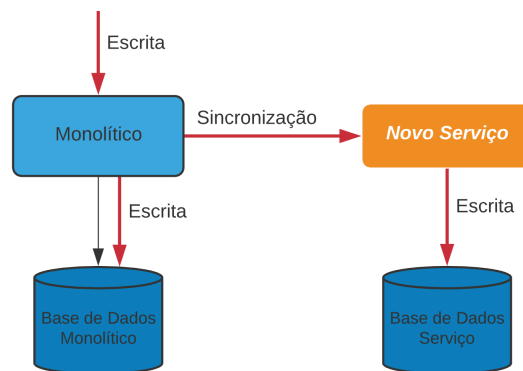 Escrita
Monolítico
Sincronização
Novo Serviço
Escrita
Escrita
Base de Dados
Monolítico
Base de Dados
Serviço